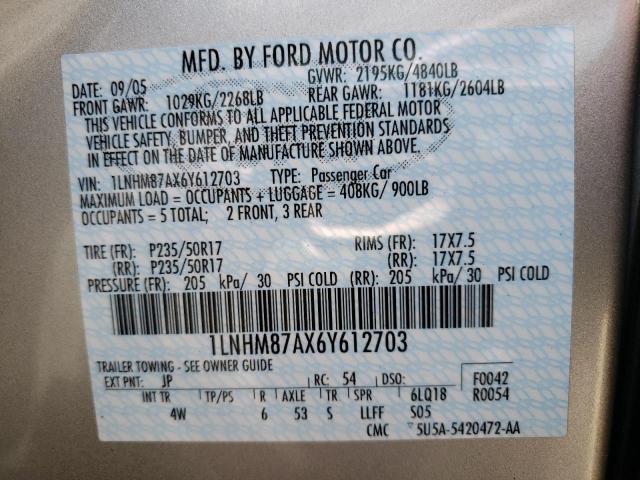 MFD. BY FORD MOTOR CO.
DATE: 09/05 GVWR: 2195KG/4840LB
FRONT GAWR: 1029KG/2268LB REAR GAWR: 1181KG/2604LB
THIS VEHICLE CONFORMS TO ALL APPLICABLE FEDERAL MOTOR
VEHICLE SAFETY, BUMPER, AND THEFT PREVENTION STANDARDS
IN EFFECT ON THE DATE OF MANUFACTURE SHOWN ABOVE.
VIN: 1LNHM87AX6Y612703 TYPE: Passenger Car
MAXIMUM LOAD = OCCUPANTS + LUGGAGE = 408KG/ 900LB
OCCUPANTS = 5 TOTAL; 2 FRONT, 3 REAR
TIRE (FR): P235/50R17 RIMS (FR): 17X7.5
(RR): P235/50R17 (RR): 17X7.5
PRESSURE (FR): 205 kPa/ 30 PSI COLD (RR): 205 kPa/ 30 PSI COLD
1LNHM87AX6Y612703
TRAILER TOWING - SEE OWNER GUIDE
EXT PNT: JP RC: 54 DSO: F0042
INT TR TP/PS R AXLE TR SPR 6LQ18 R0054
4W 6 53 S LLFF S05
CMC 5U5A-5420472-AA